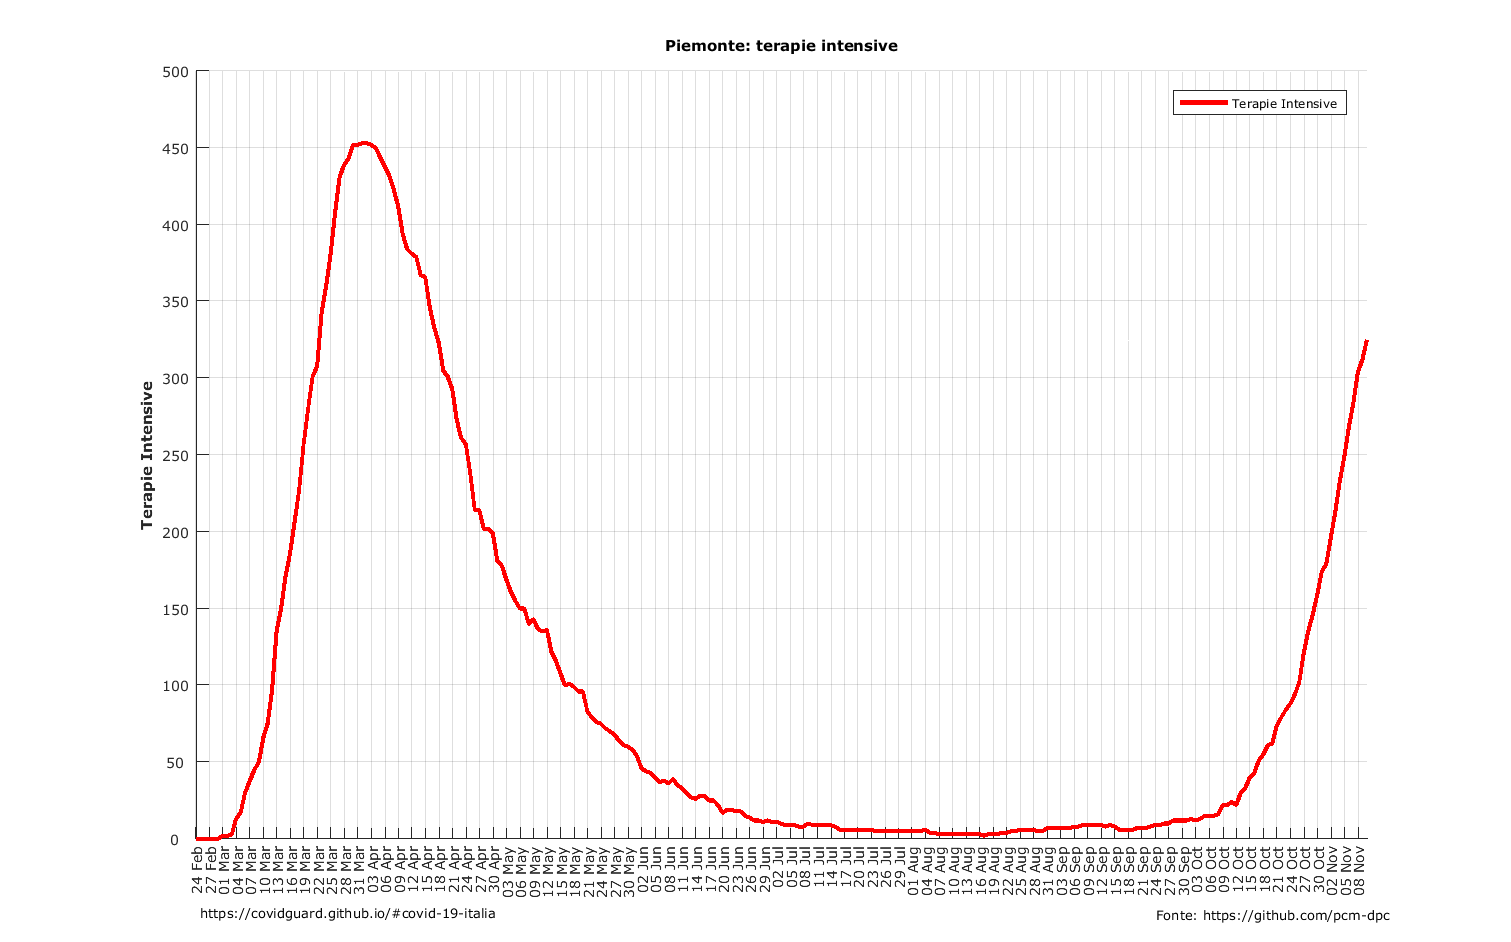 Piemonte: terapie intensive
Terapie Intensive
500
450
400
350
300
250
200
150
100
50
0
Terapie Intensive
24 Feb
27 Feb
01 Mar
04 Mar
07 Mar
10 Mar
13 Mar
16 Mar
19 Mar
22 Mar
25 Mar
28 Mar
31 Mar
03 Apr
06 Apr
09 Apr
12 Apr
15 Apr
18 Apr
21 Apr
24 Apr
27 Apr
30 Apr
03 May
06 May
09 May
12 May
15 May
18 May
21 May
24 May
27 May
30 May
02 Jun
05 Jun
08 Jun
11 Jun
14 Jun
17 Jun
20 Jun
23 Jun
26 Jun
29 Jun
02 Jul
05 Jul
08 Jul
11 Jul
14 Jul
17 Jul
20 Jul
23 Jul
26 Jul
29 Jul
01 Aug
04 Aug
07 Aug
10 Aug
13 Aug
16 Aug
19 Aug
22 Aug
25 Aug
28 Aug
31 Aug
03 Sep
06 Sep
09 Sep
12 Sep
15 Sep
18 Sep
21 Sep
24 Sep
27 Sep
30 Sep
03 Oct
06 Oct
09 Oct
12 Oct
15 Oct
18 Oct
21 Oct
24 Oct
27 Oct
30 Oct
02 Nov
05 Nov
08 Nov
https://covidguard.github.io/#covid-19-italia
Fonte: https://github.com/pcm-dpc